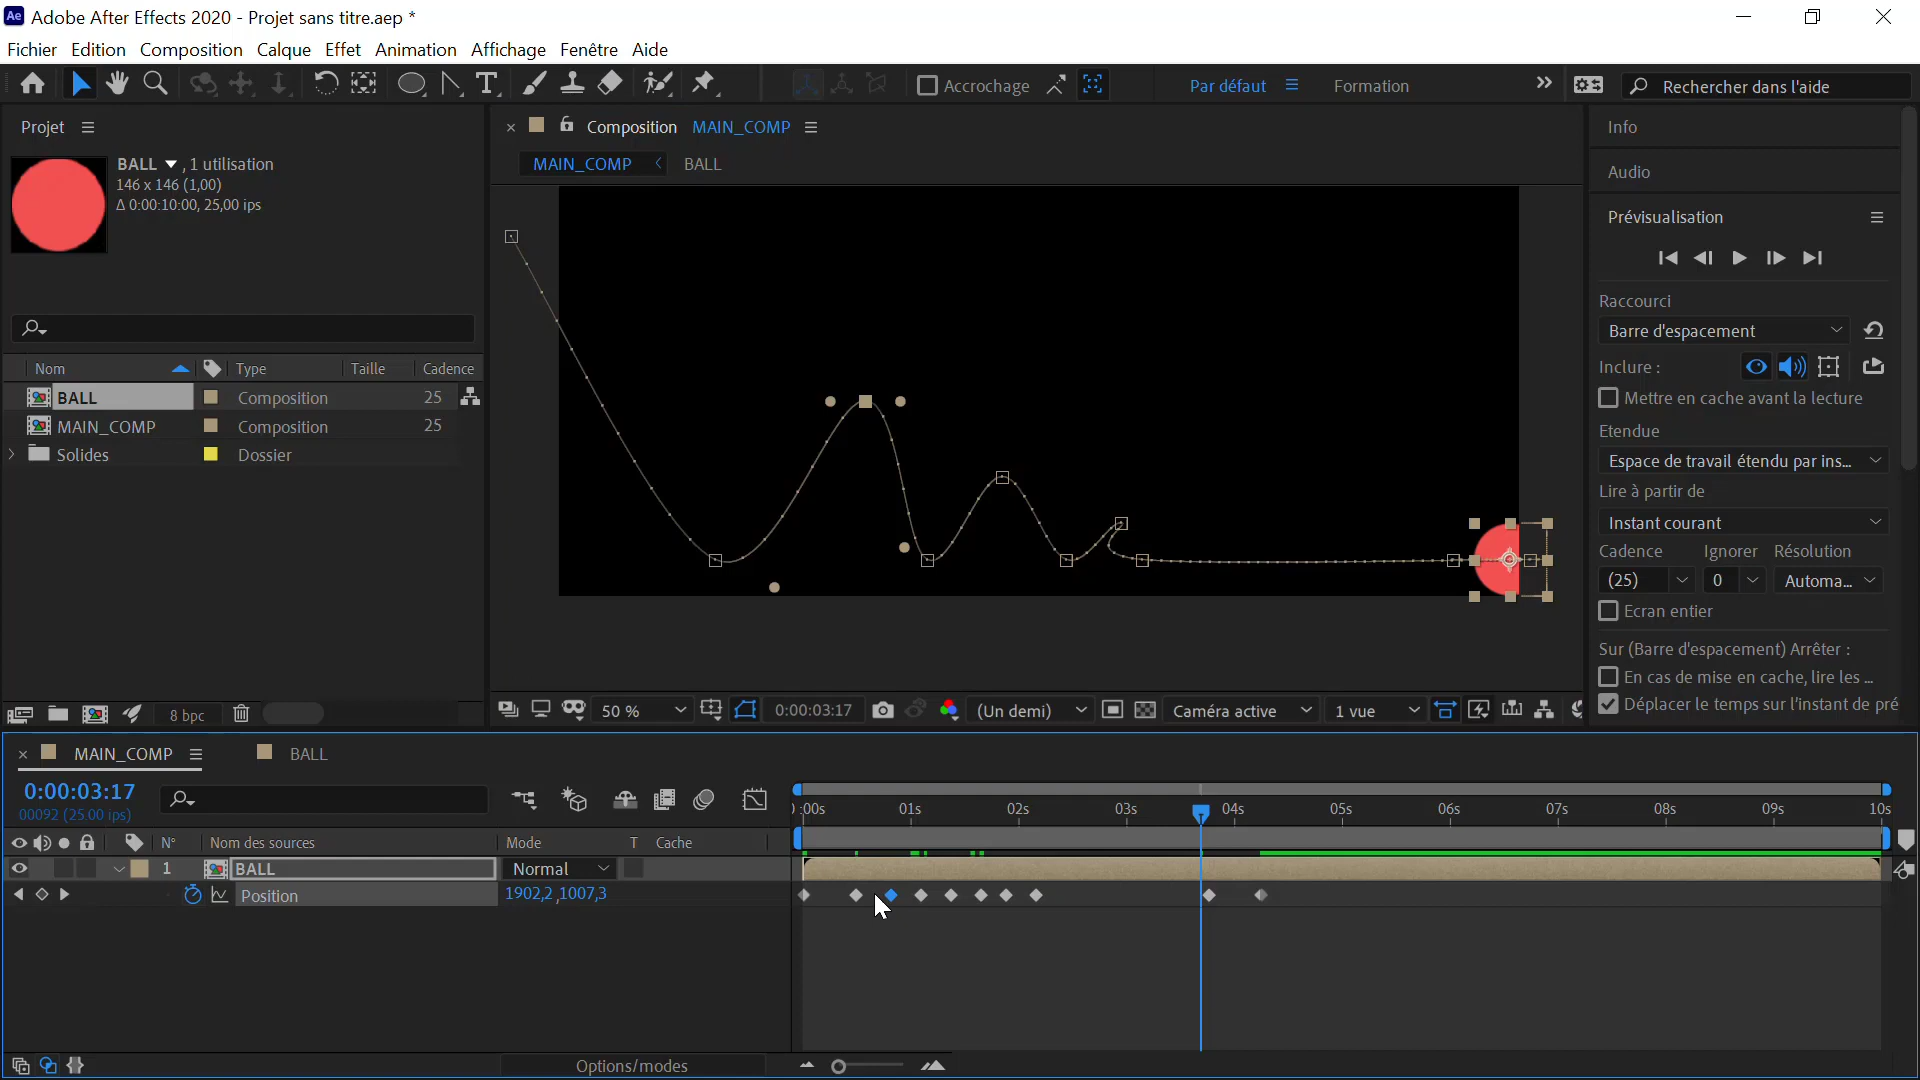 Ae Adobe After Effects 2020 - Projet sans titre.aep *
Fichier Edition Composition Calque Effet Animation Affichage Fenêtre Aide
Accrochage Par défaut Formation Rechercher dans l'aide
Projet
BALL , 1 utilisation
146 x 146 (1,00)
Δ 0:00:10:00, 25,00 ips
Nom Type Taille Cadence
BALL Composition 25
MAIN_COMP Composition 25
Solides Dossier
8 bpc
Composition MAIN_COMP
MAIN_COMP BALL
50 % 0:00:03:17 (Un demi) Caméra active 1 vue
Info
Audio
Prévisualisation
Raccourci
Barre d'espacement
Inclure :
Mettre en cache avant la lecture
Etendue
Espace de travail étendu par ins...
Lire à partir de
Instant courant
Cadence Ignorer Résolution
(25) 0 Automa...
Ecran entier
Sur (Barre d'espacement) Arrêter :
En cas de mise en cache, lire les ...
Déplacer le temps sur l'instant de pré
MAIN_COMP BALL
0:00:03:17
00092 (25.00 ips)
:00s 01s 02s 03s 04s 05s 06s 07s 08s 09s 10s
N° Nom des sources Mode T Cache
1 BALL Normal
Position 1902,2 ,1007,3
Options/modes